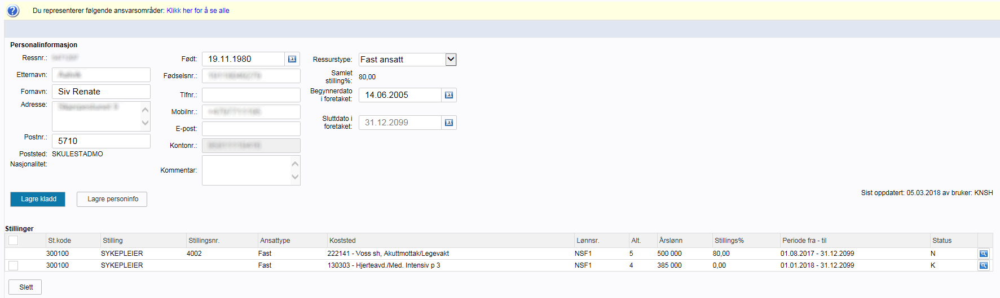 Du representerer følgende ansvarsområder: Klikk her for å se alle
Personalinformasjon
Ressnr.:
Etternavn:
Fornavn: Siv Renate
Adresse:
Postnr.: 5710
Poststed: SKULESTADMO
Nasjonalitet:
Født: 19.11.1980
Fødselsnr.:
Tlfnr.:
Mobilnr.:
E-post:
Kontonr.:
Kommentar:
Ressurstype: Fast ansatt
Samlet
stilling%: 80,00
Begynnerdato
i foretaket: 14.06.2005
Sluttdato i
foretaket: 31.12.2099
Lagre kladd Lagre personinfo
Sist oppdatert: 05.03.2018 av bruker: KNSH
Stillinger
St.kode Stilling Stillingsnr. Ansattype Koststed Lønnsr. Alt. Årslønn Stillings% Periode fra - til Status
300100 SYKEPLEIER 4002 Fast 222141 - Voss sh, Akuttmottak/Legevakt NSF1 5 500 000 80,00 01.08.2017 - 31.12.2099 N
300100 SYKEPLEIER Fast 130303 - Hjerteavd./Med. Intensiv p 3 NSF1 4 385 000 0,00 01.01.2018 - 31.12.2099 K
Slett